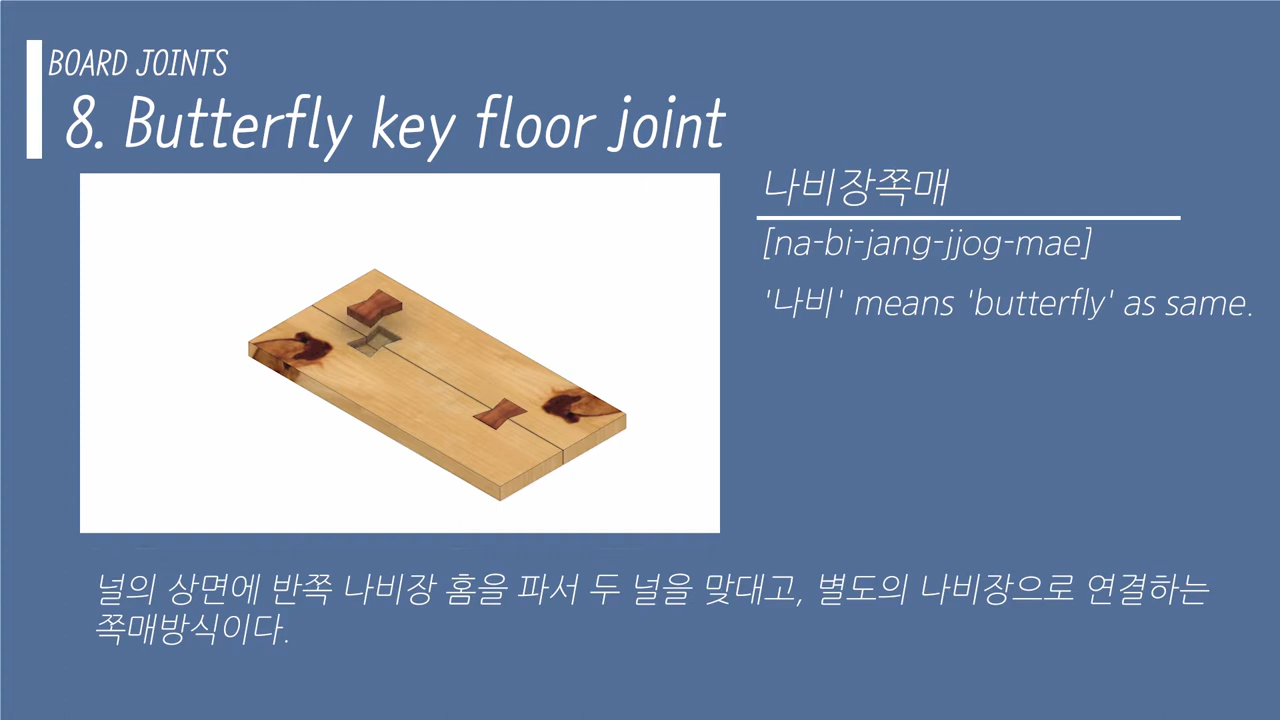 BOARD JOINTS
8. Butterfly key floor joint
나비장쪽매
[na-bi-jang-jjog-mae]
'나비' means 'butterfly' as same.
널의 상면에 반쪽 나비장 홈을 파서 두 널을 맞대고, 별도의 나비장으로 연결하는
쪽매방식이다.